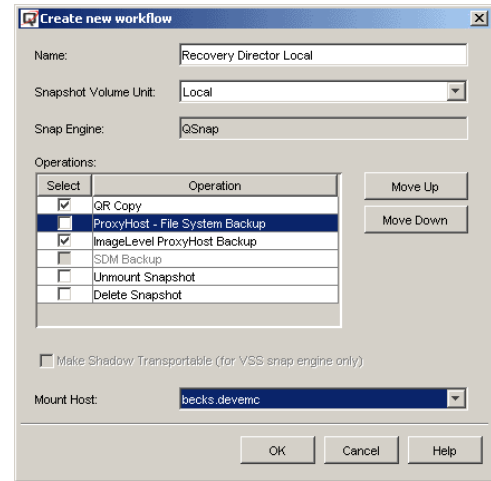 Create new workflow
Name: Recovery Director Local
Snapshot Volume Unit: Local
Snap Engine: QSnap
Operations:
Select Operation
QR Copy
ProxyHost - File System Backup
ImageLevel ProxyHost Backup
SDM Backup
Unmount Snapshot
Delete Snapshot
Move Up
Move Down
Make Shadow Transportable (for VSS snap engine only)
Mount Host: becks.devemc
OK Cancel Help